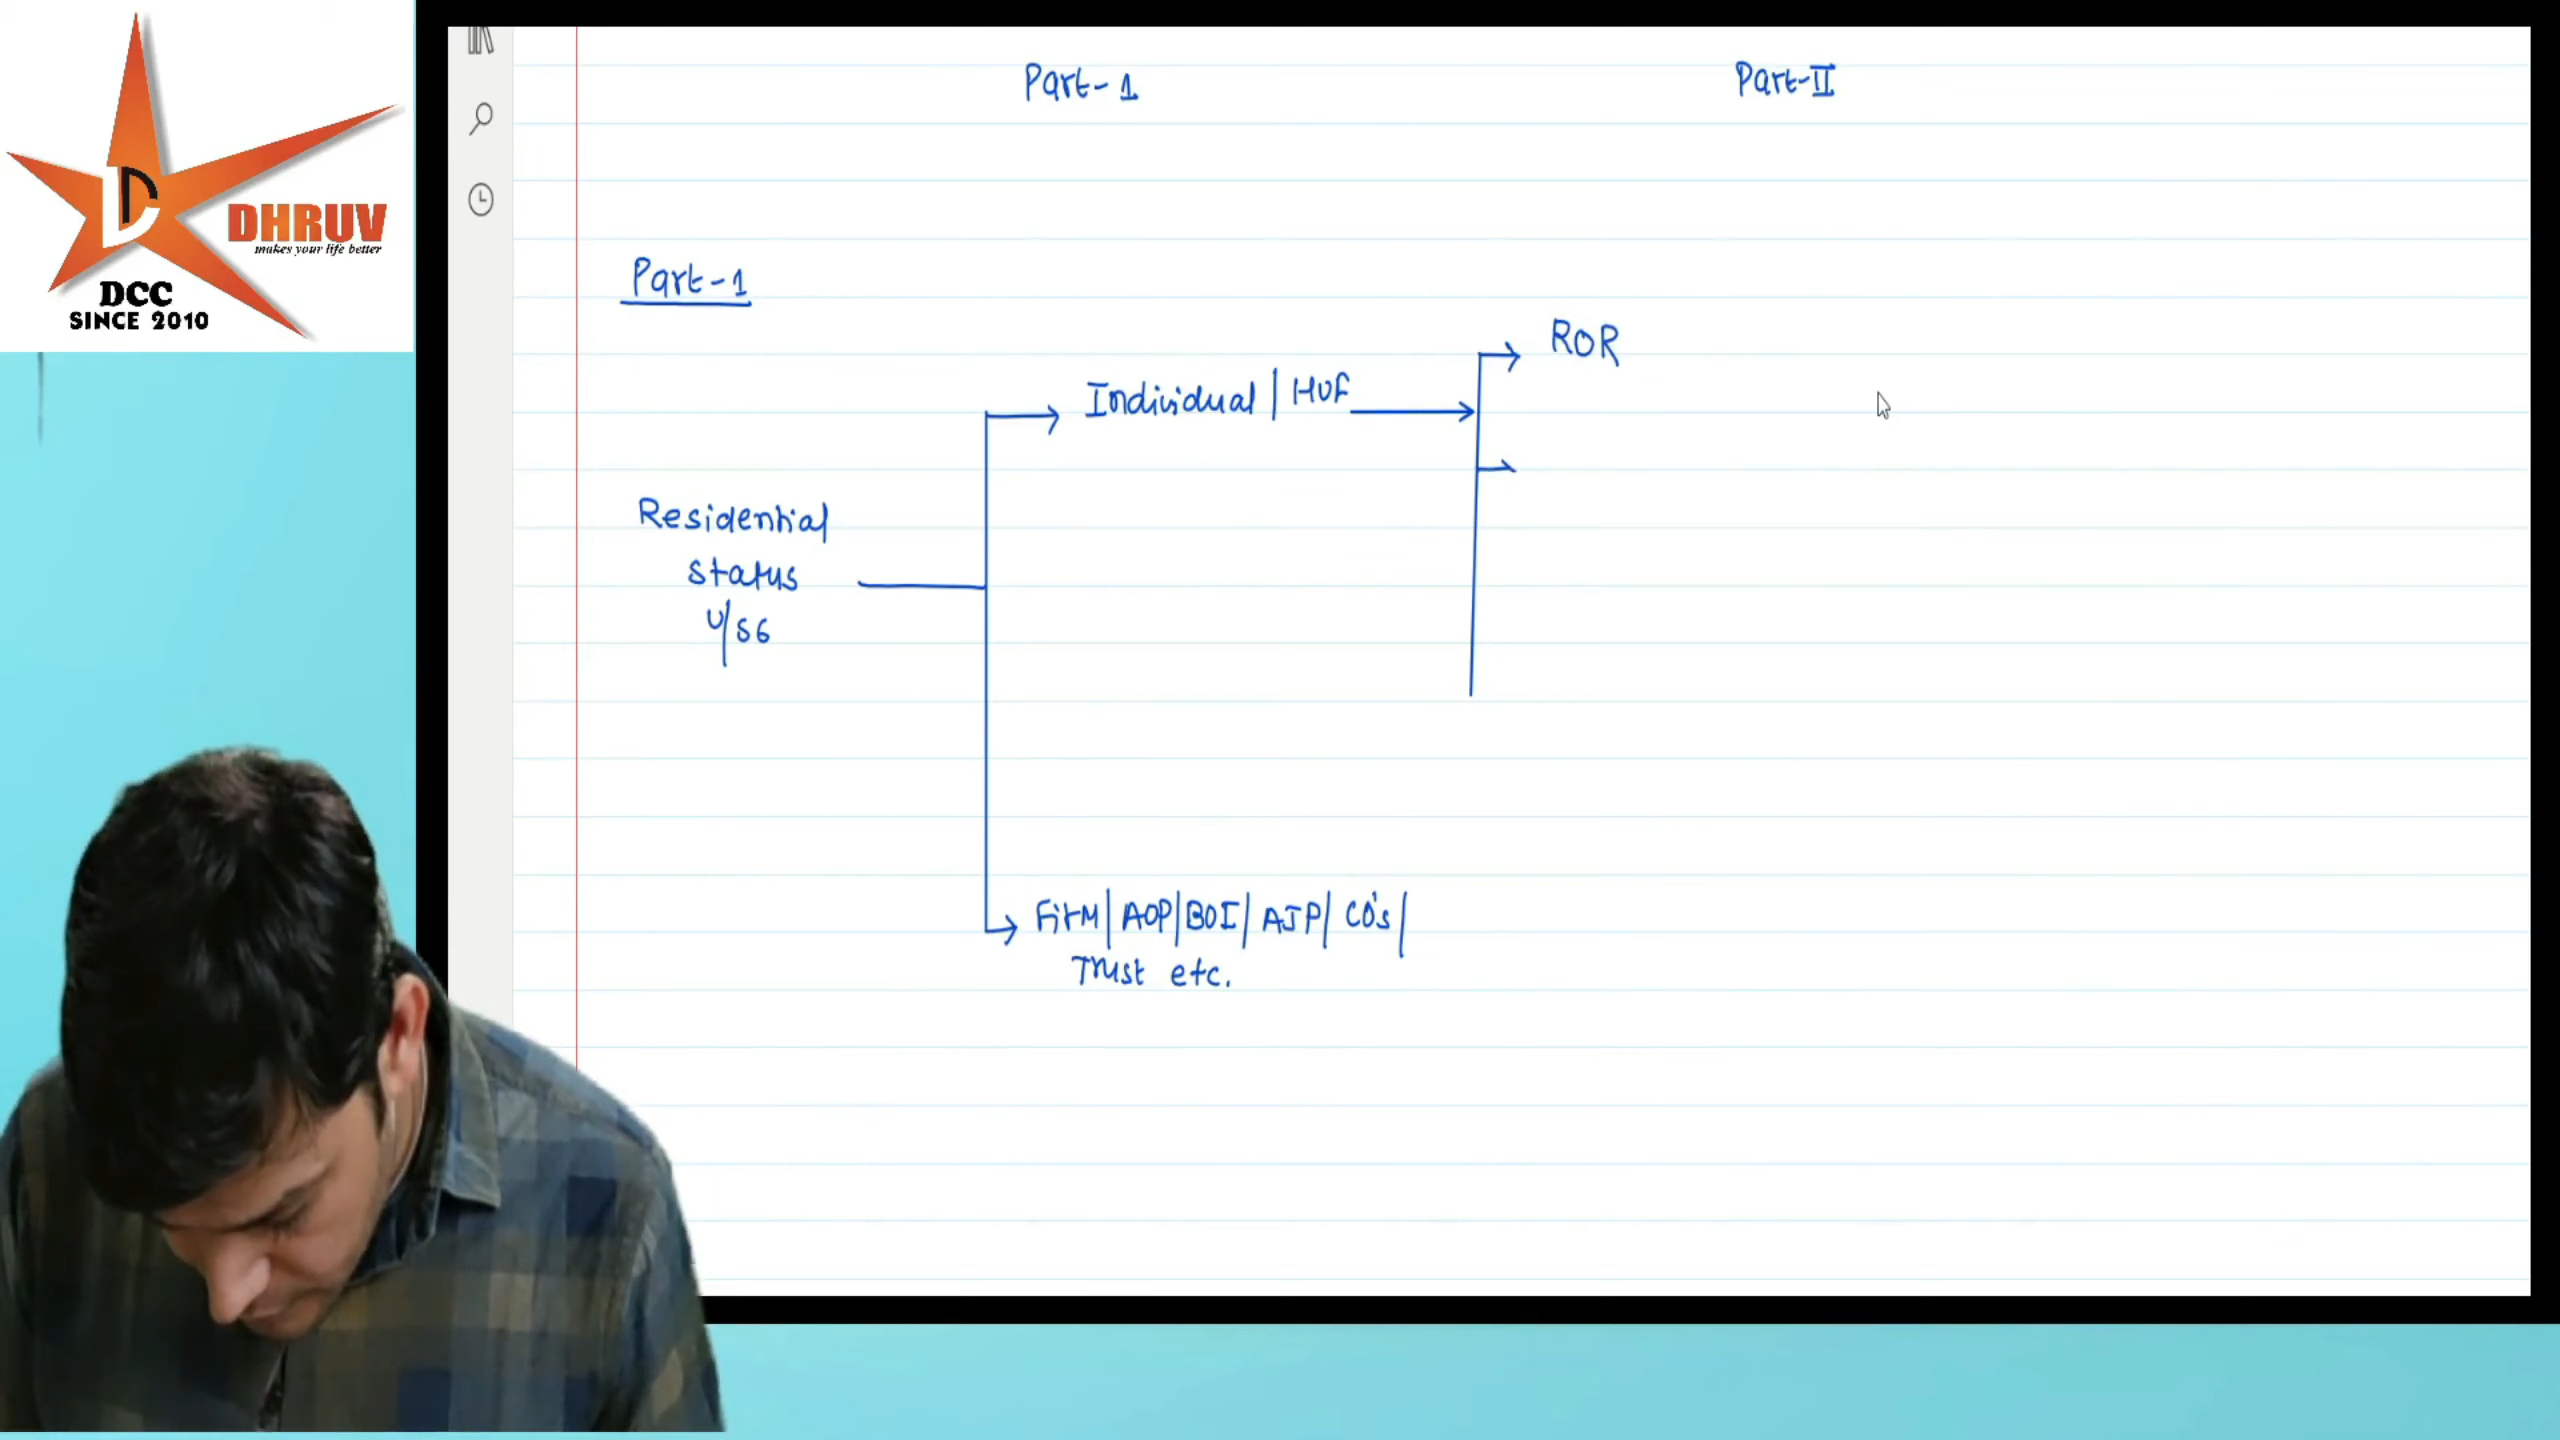 DHRUV
makes your life better
DCC
SINCE 2010
Part-1 Part-II
Part-1
ROR
Individual | HUF
Residential
status
U/S6
Firm | AOP | BOI | AJP | CO's |
Trust etc.